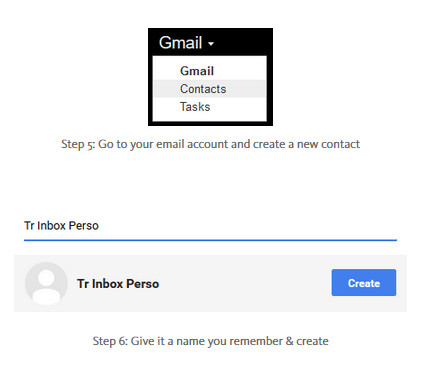 Gmail
Gmail
Contacts
Tasks
Step 5: Go to your email account and create a new contact
Tr Inbox Perso
Tr Inbox Perso Create
Step 6: Give it a name you remember & create